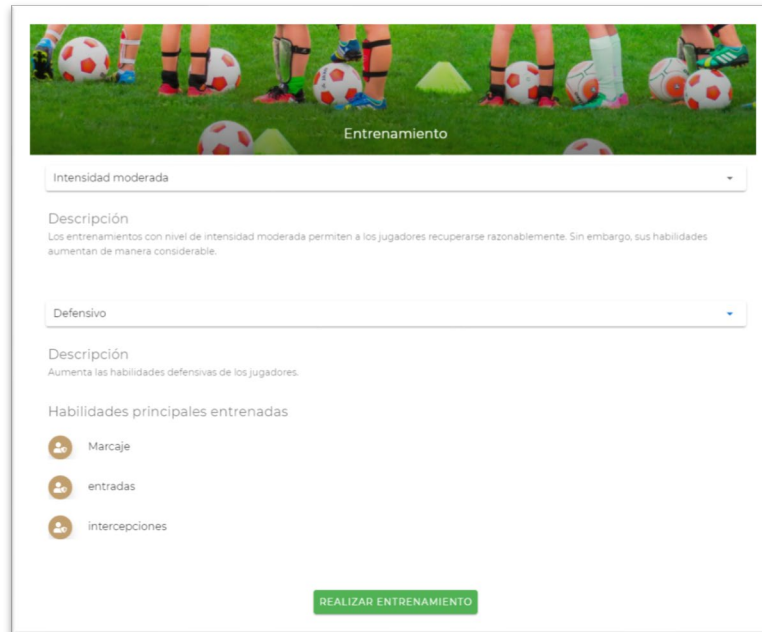 Entrenamiento
Intensidad moderada
Descripción
Los entrenamientos con nivel de intensidad moderada permiten a los jugadores recuperarse razonablemente. Sin embargo, sus habilidades
aumentan de manera considerable.
Defensivo
Descripción
Aumenta las habilidades defensivas de los jugadores.
Habilidades principales entrenadas
Marcaje
entradas
intercepciones
REALIZAR ENTRENAMIENTO